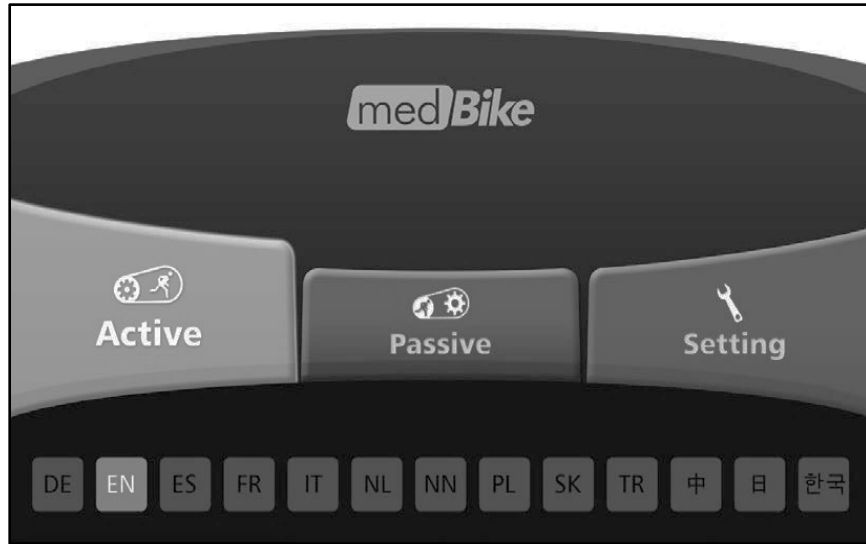 medBike
Active
Passive
Setting
DE EN ES FR IT NL NN PL SK TR 中 日 한국